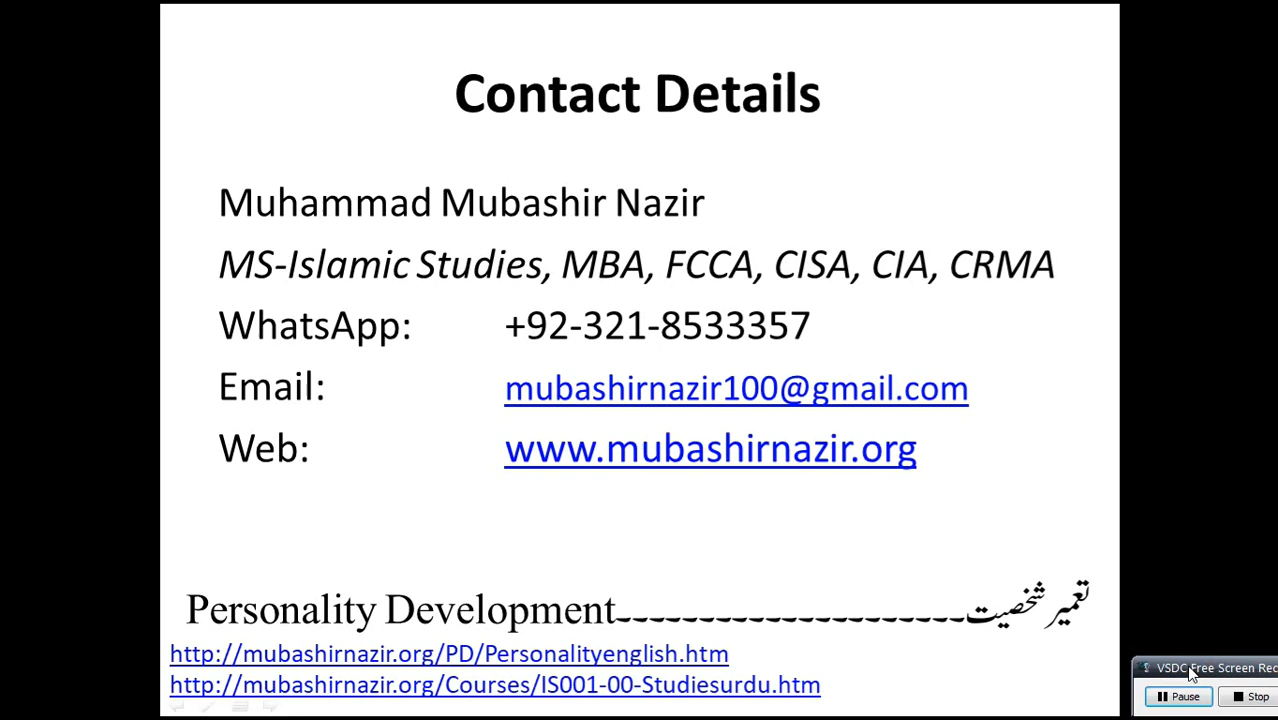 Contact Details
Muhammad Mubashir Nazir
MS-Islamic Studies, MBA, FCCA, CISA, CIA, CRMA
WhatsApp: +92-321-8533357
Email: mubashirnazir100@gmail.com
Web: www.mubashirnazir.org
Personality Development---------------------تعمیر شخصیت
http://mubashirnazir.org/PD/Personalityenglish.htm
http://mubashirnazir.org/Courses/IS001-00-Studiesurdu.htm
VSDC Free Screen Rec
Pause Stop